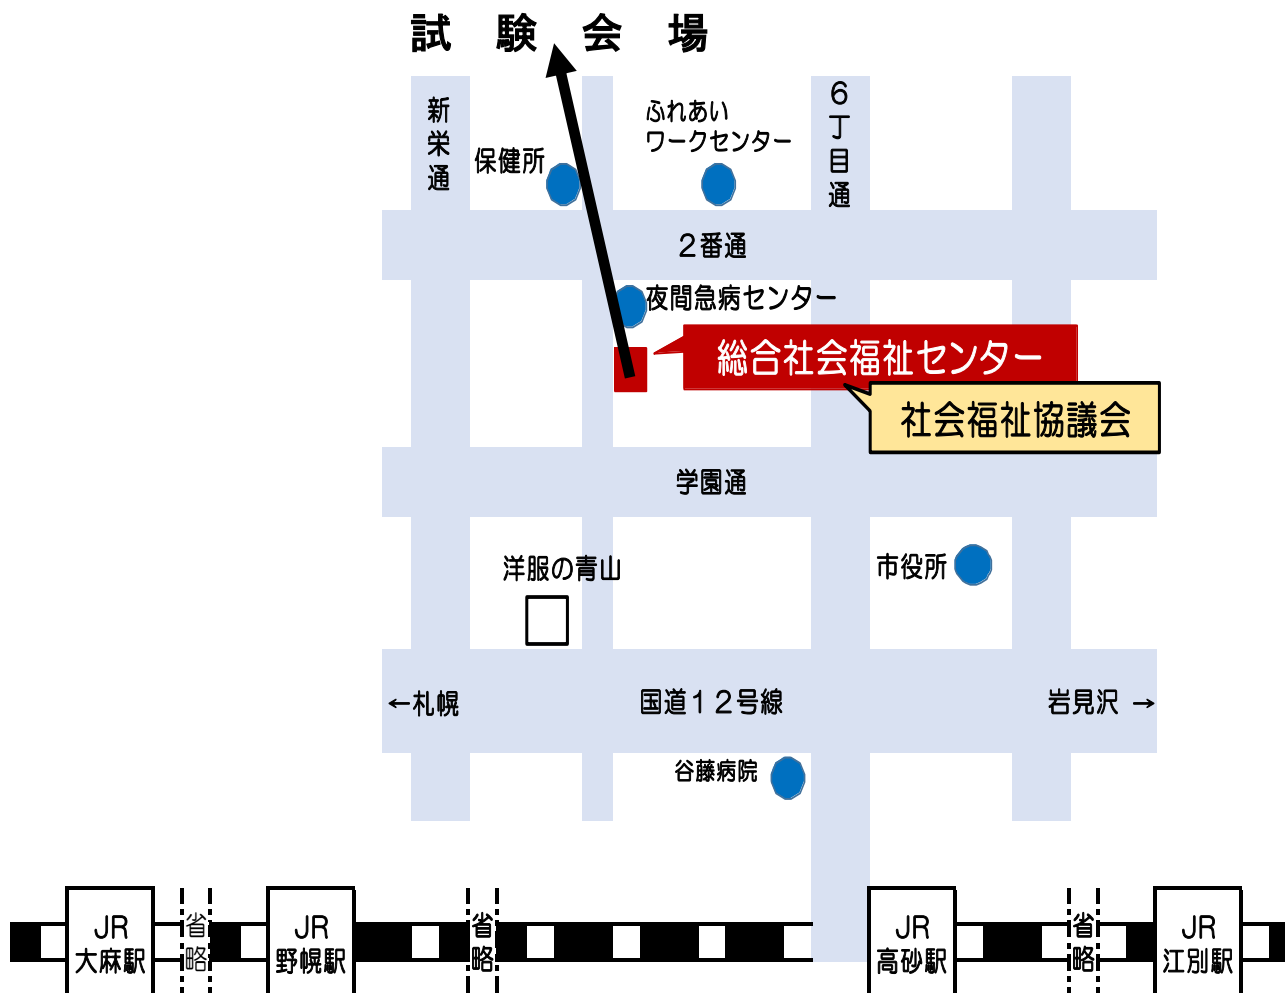 試験会場
新栄通
保健所
ふれあい
ワークセンター
6丁目通
2番通
夜間急病センター
総合社会福祉センター
社会福祉協議会
学園通
洋服の青山
市役所
←札幌
国道12号線
岩見沢→
谷藤病院
JR
大麻駅
省略
JR
野幌駅
省略
JR
高砂駅
省略
JR
江別駅